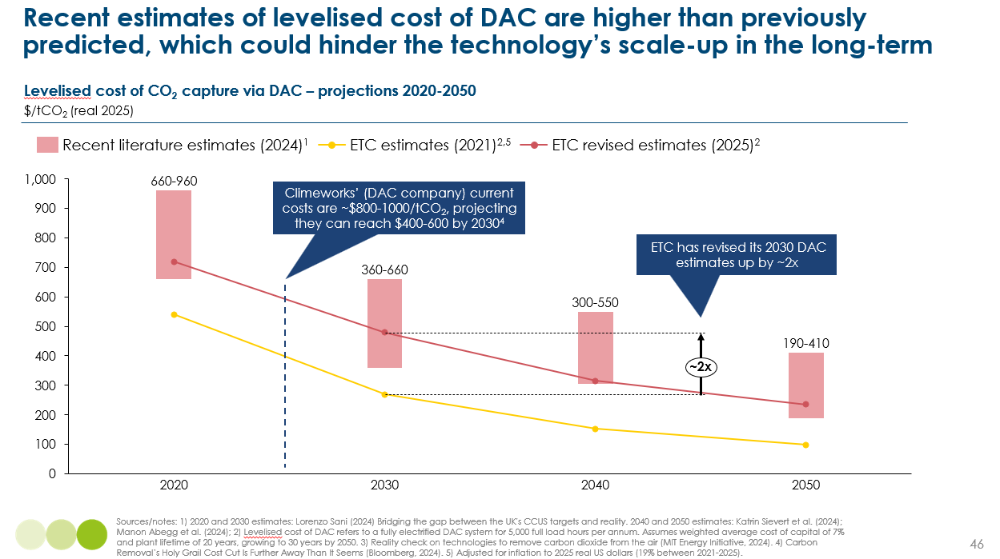 Recent estimates of levelised cost of DAC are higher than previously
predicted, which could hinder the technology's scale-up in the long-term
Levelised cost of CO₂ capture via DAC – projections 2020-2050
$/tCO₂ (real 2025)
Recent literature estimates (2024)¹ ETC estimates (2021)²,⁵ ETC revised estimates (2025)²
1,000
900
800
700
600
500
400
300
200
100
0
660-960
Climeworks' (DAC company) current
costs are ~$800-1000/tCO₂, projecting
they can reach $400-600 by 2030⁴
360-660
ETC has revised its 2030 DAC
estimates up by ~2x
300-550
~2x
190-410
2020 2030 2040 2050
Sources/notes: 1) 2020 and 2030 estimates: Lorenzo Sani (2024) Bridging the gap between the UK's CCUS targets and reality. 2040 and 2050 estimates: Katrin Sievert et al. (2024);
Manon Abegg et al. (2024); 2) Levelised cost of DAC refers to a fully electrified DAC system for 5,000 full load hours per annum. Assumes weighted average cost of capital of 7%
and plant lifetime of 20 years, growing to 30 years by 2050. 3) Reality check on technologies to remove carbon dioxide from the air (MIT Energy Initiative, 2024). 4) Carbon
Removal's Holy Grail Cost Cut Is Further Away Than It Seems (Bloomberg, 2024). 5) Adjusted for inflation to 2025 real US dollars (19% between 2021-2025).
46